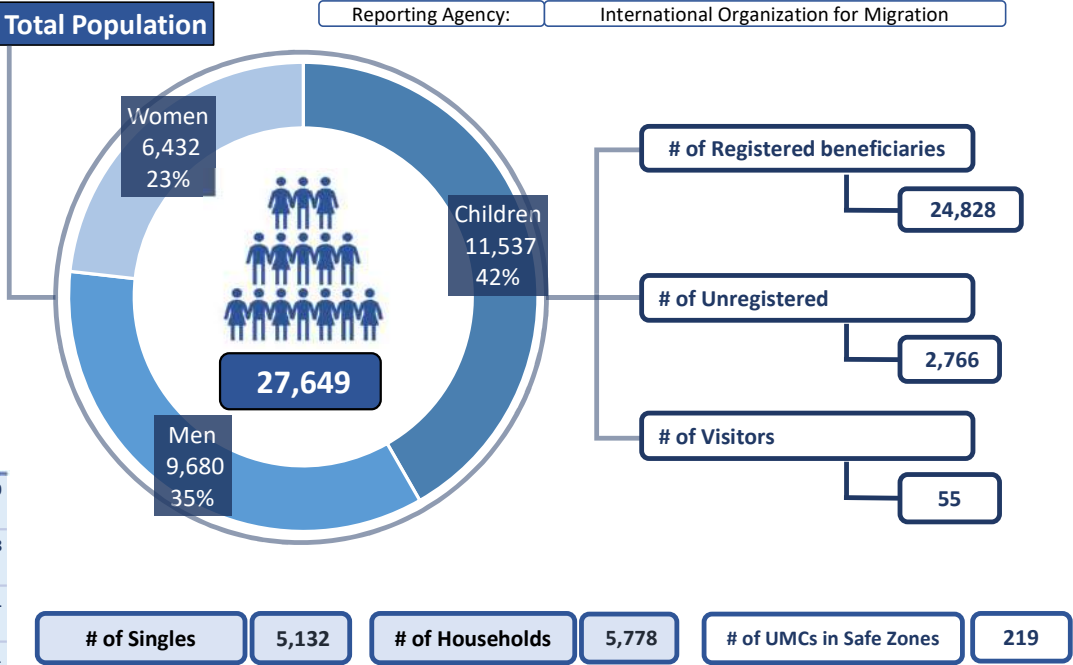 Total Population
Reporting Agency: International Organization for Migration
Women
6,432
23%
Children
11,537
42%
Men
9,680
35%
27,649
# of Registered beneficiaries
24,828
# of Unregistered
2,766
# of Visitors
55
# of Singles 5,132 # of Households 5,778 # of UMCs in Safe Zones 219